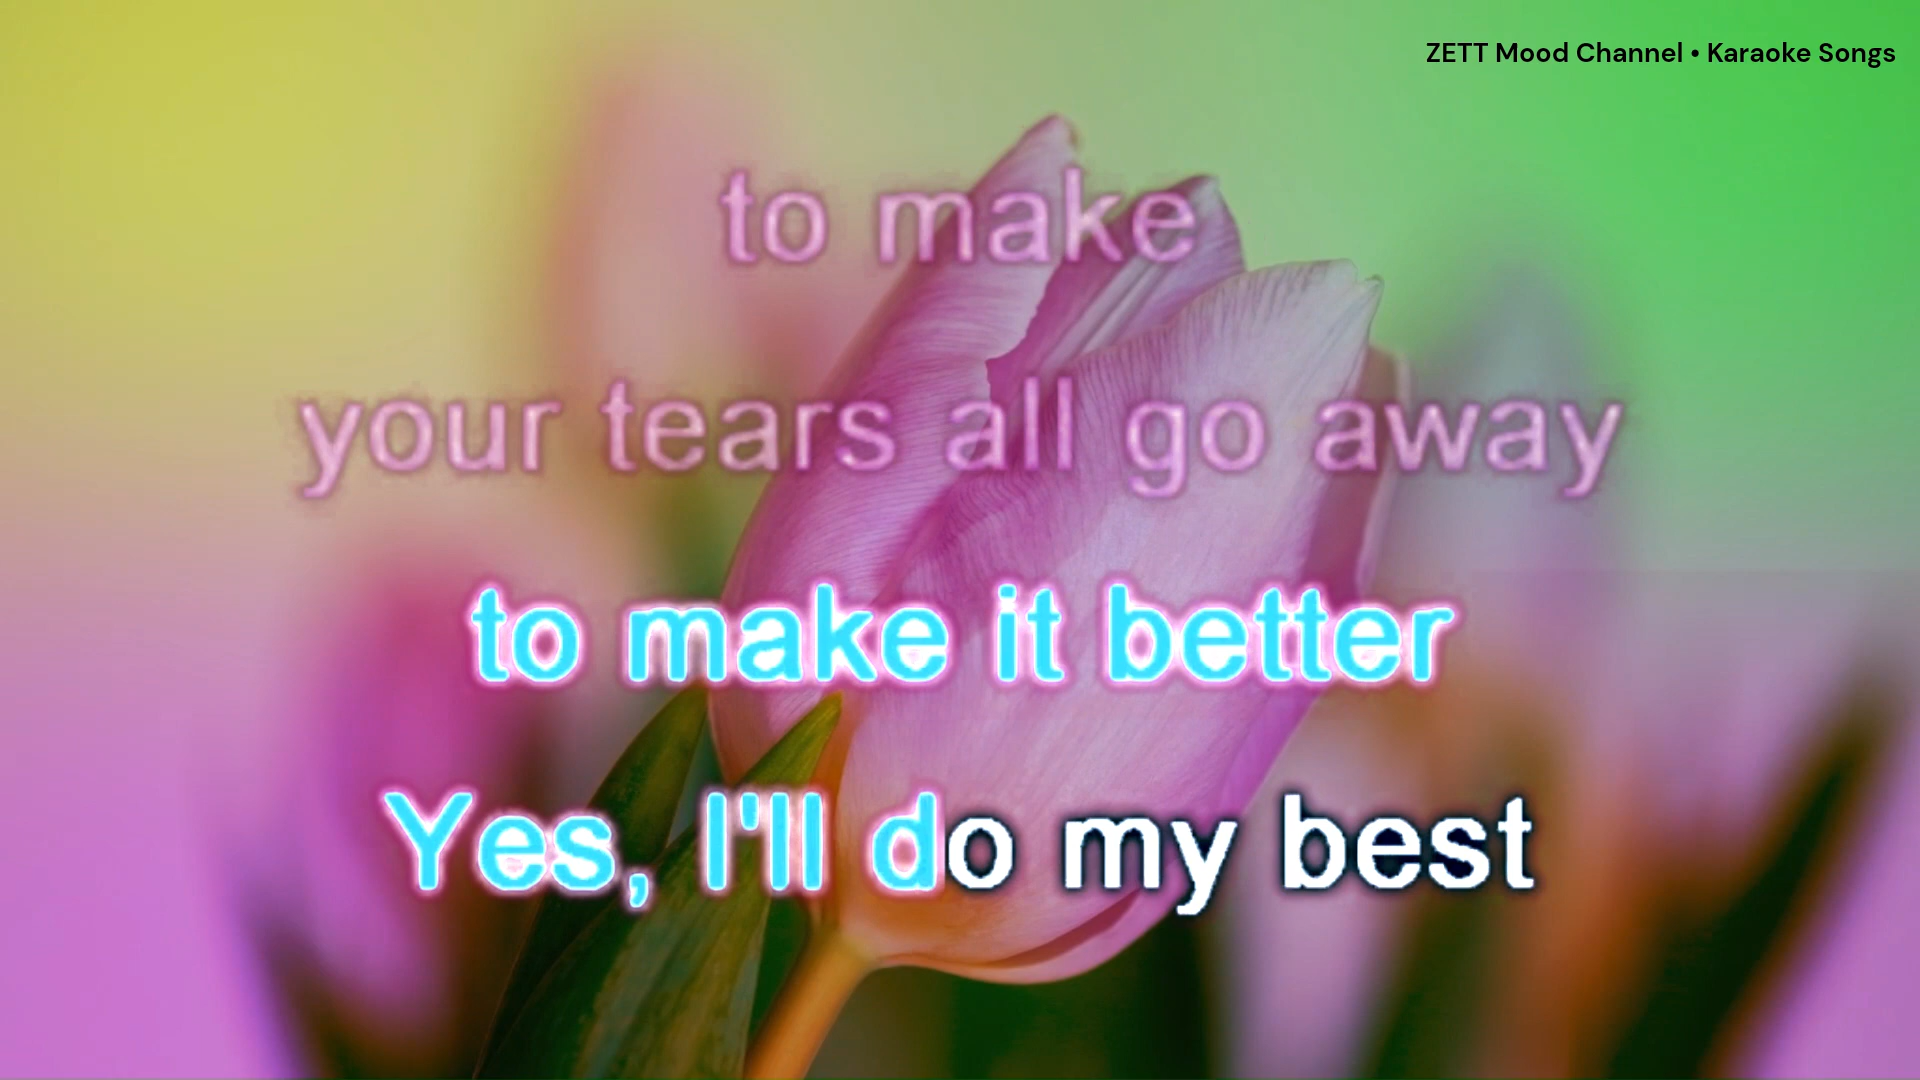 ZETT Mood Channel • Karaoke Songs
to make
your tears all go away
to make it better
Yes, I'll do my best